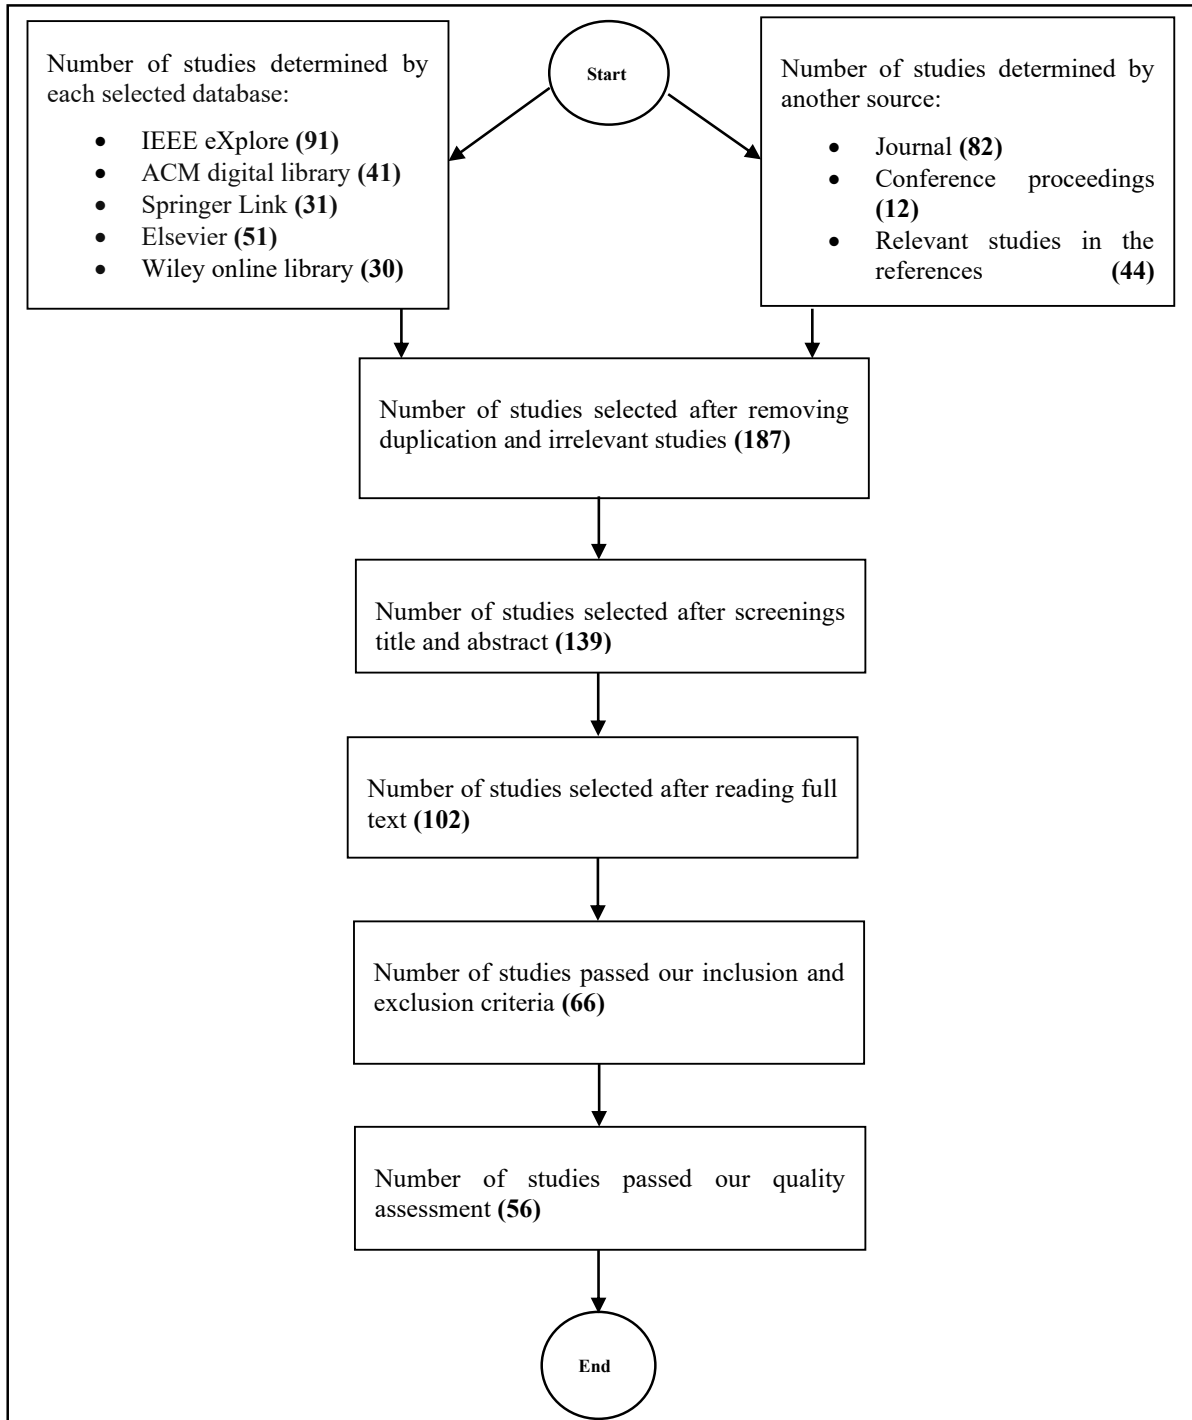 Start
Number of studies determined by
each selected database:
• IEEE eXplore (91)
• ACM digital library (41)
• Springer Link (31)
• Elsevier (51)
• Wiley online library (30)
Number of studies determined by
another source:
• Journal (82)
• Conference proceedings
(12)
• Relevant studies in the
references (44)
Number of studies selected after removing
duplication and irrelevant studies (187)
Number of studies selected after screenings
title and abstract (139)
Number of studies selected after reading full
text (102)
Number of studies passed our inclusion and
exclusion criteria (66)
Number of studies passed our quality
assessment (56)
End